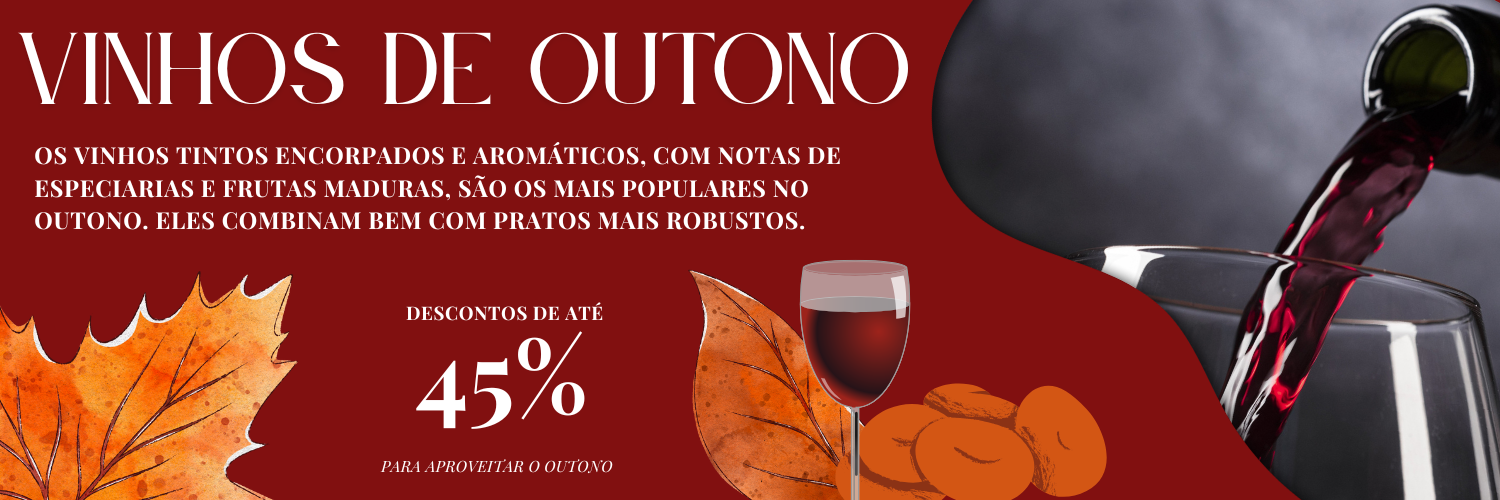 VINHOS DE OUTONO
OS VINHOS TINTOS ENCORPADOS E AROMÁTICOS, COM NOTAS DE
ESPECIARIAS E FRUTAS MADURAS, SÃO OS MAIS POPULARES NO
OUTONO. ELES COMBINAM BEM COM PRATOS MAIS ROBUSTOS.
DESCONTOS DE ATÉ
45%
PARA APROVEITAR O OUTONO